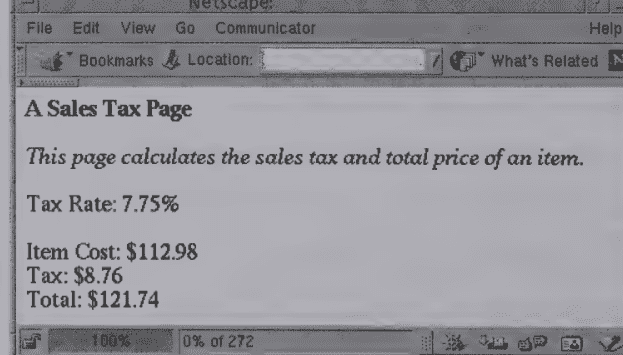 Netscape:
File Edit View Go Communicator Help
Bookmarks Location: What's Related N
A Sales Tax Page
This page calculates the sales tax and total price of an item.
Tax Rate: 7.75%
Item Cost: $112.98
Tax: $8.76
Total: $121.74
100% 0% of 272